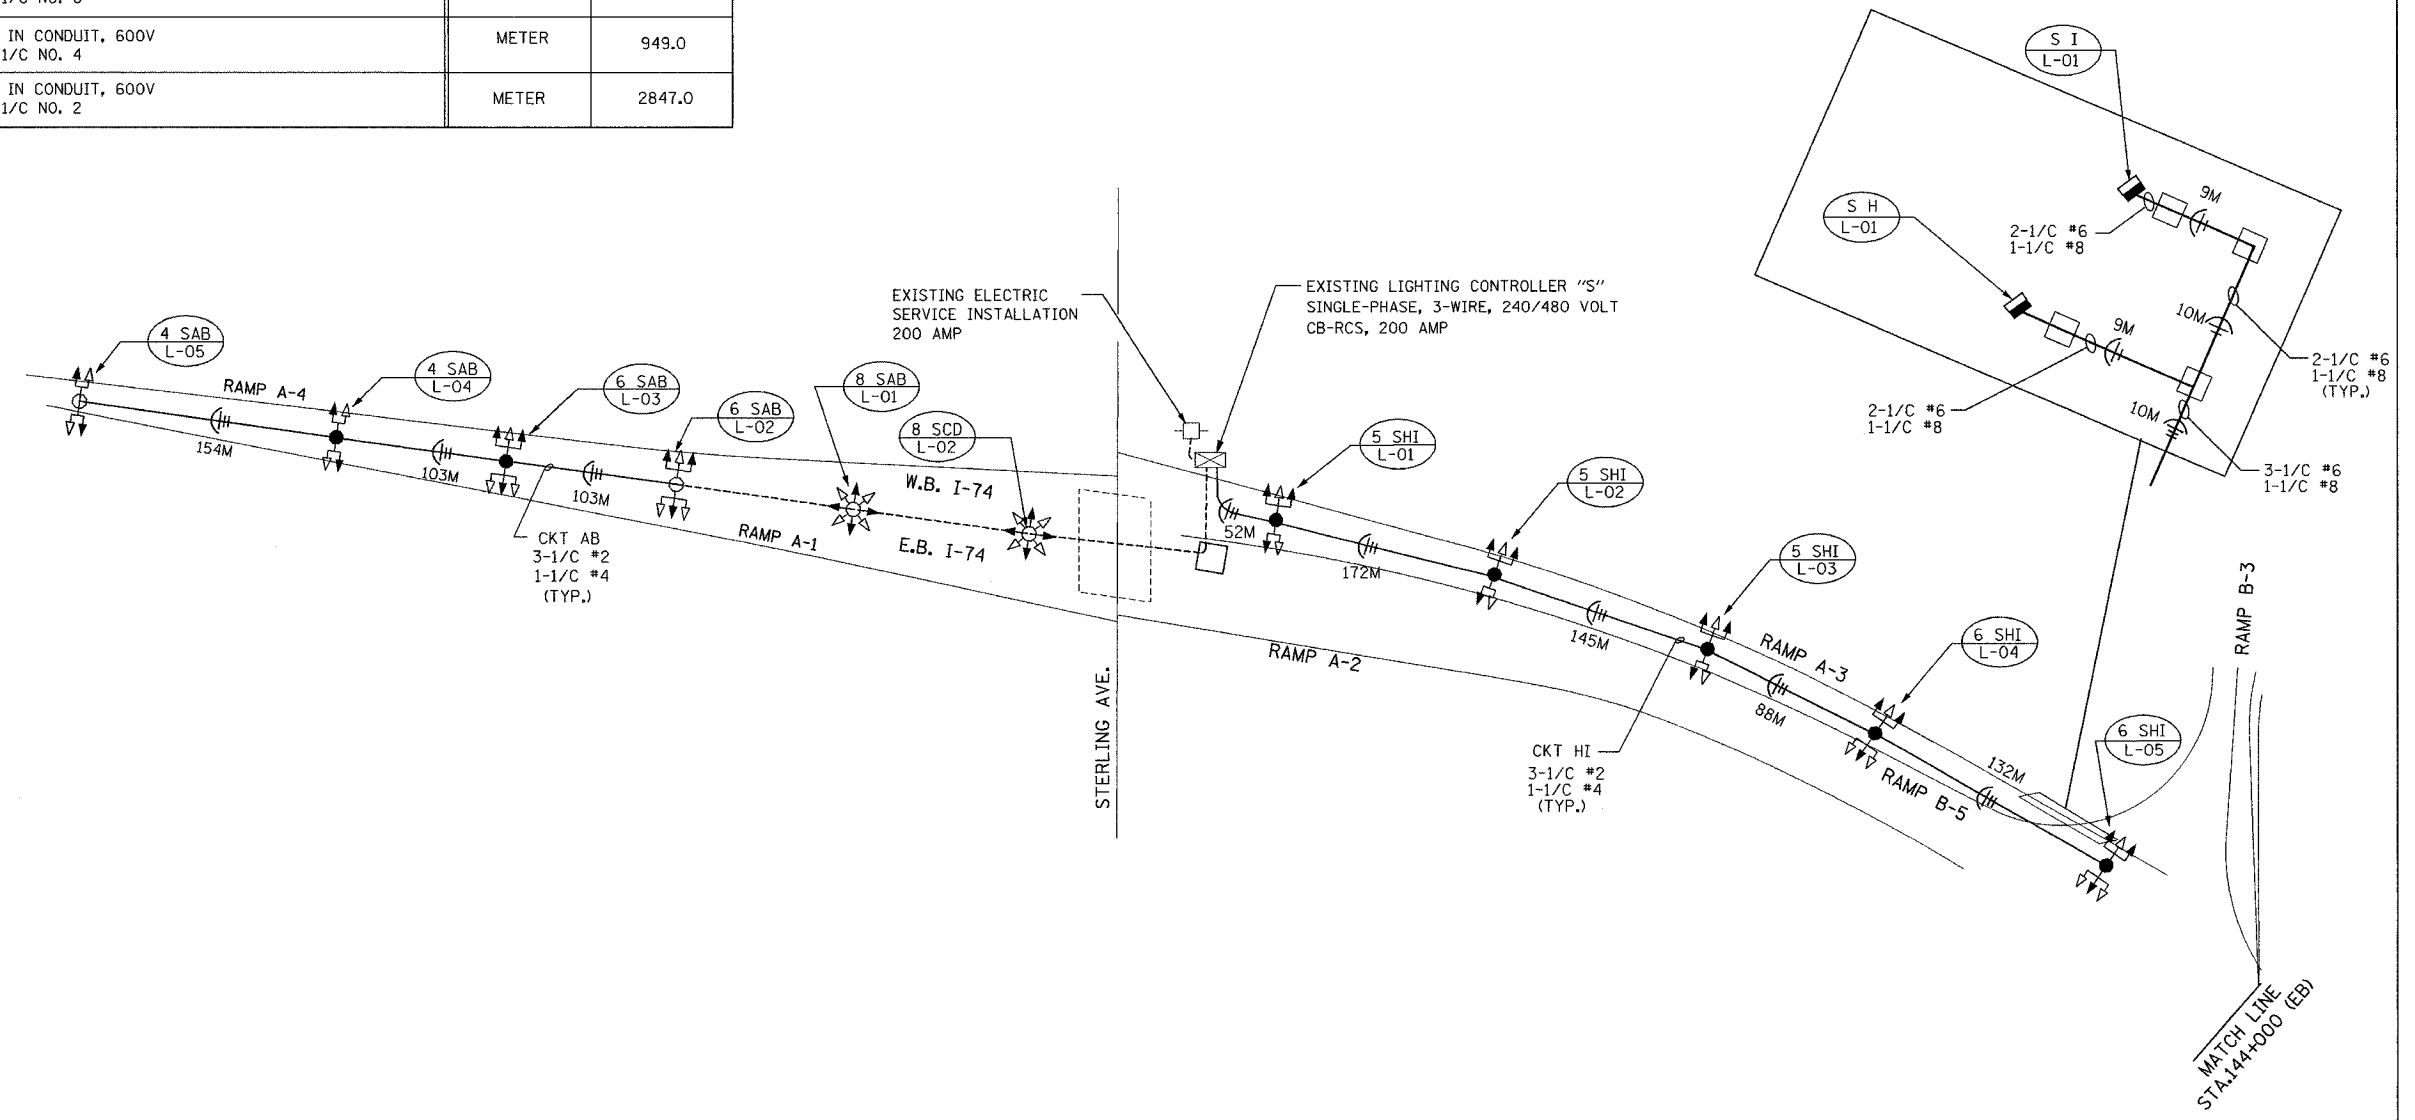 IN CONDUIT, 600V
1/C NO. 4
METER
949.0
IN CONDUIT, 600V
1/C NO. 2
METER
2847.0
S I
L-01
S H
L-01
9M
2-1/C #6
1-1/C #8
10M
9M
2-1/C #6
1-1/C #8
(TYP.)
2-1/C #6
1-1/C #8
10M
3-1/C #6
1-1/C #8
EXISTING ELECTRIC
SERVICE INSTALLATION
200 AMP
EXISTING LIGHTING CONTROLLER "S"
SINGLE-PHASE, 3-WIRE, 240/480 VOLT
CB-RCS, 200 AMP
4 SAB
L-05
4 SAB
L-04
6 SAB
L-03
6 SAB
L-02
8 SAB
L-01
8 SCD
L-02
RAMP A-4
154M
103M
103M
W.B. I-74
E.B. I-74
RAMP A-1
CKT AB
3-1/C #2
1-1/C #4
(TYP.)
5 SHI
L-01
5 SHI
L-02
5 SHI
L-03
6 SHI
L-04
6 SHI
L-05
52M
172M
145M
88M
132M
RAMP A-2
RAMP A-3
RAMP B-5
RAMP B-3
STERLING AVE.
CKT HI
3-1/C #2
1-1/C #4
(TYP.)
MATCH LINE
STA.144+000 (EB)